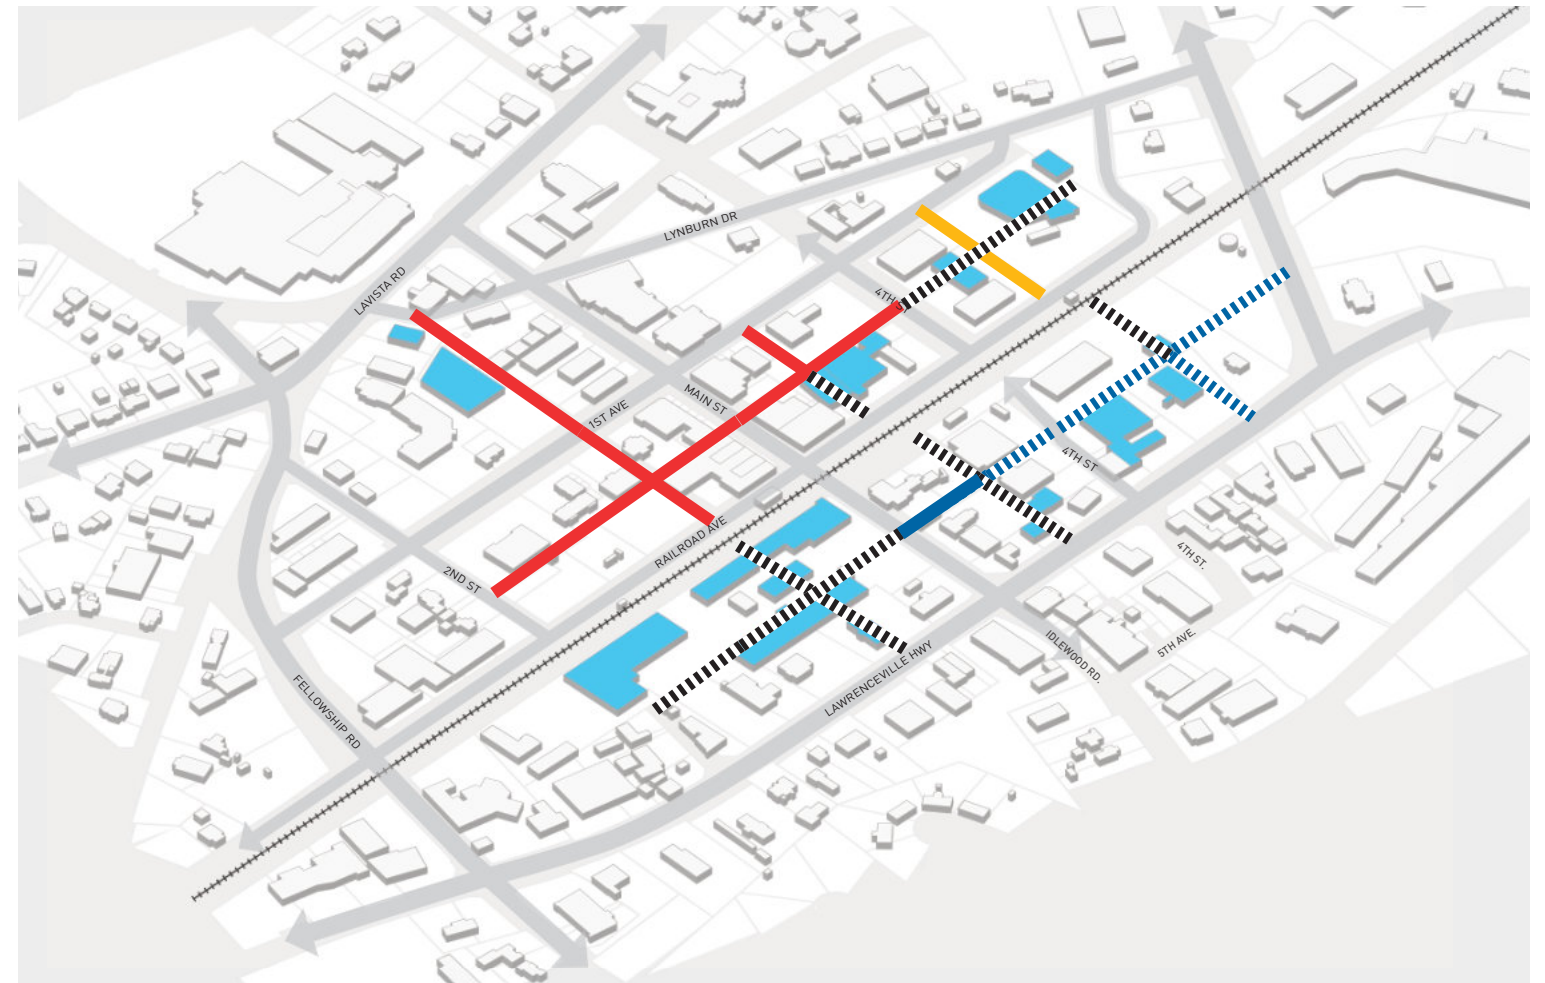 LYNBURN DR
LAVISTA RD
4TH
MAIN ST
1ST AVE
4TH ST
RAILROAD AVE
2ND ST
4TH ST.
5TH AVE.
IDLEWOOD RD.
LAWRENCEVILLE HWY
FELLOWSHIP RD